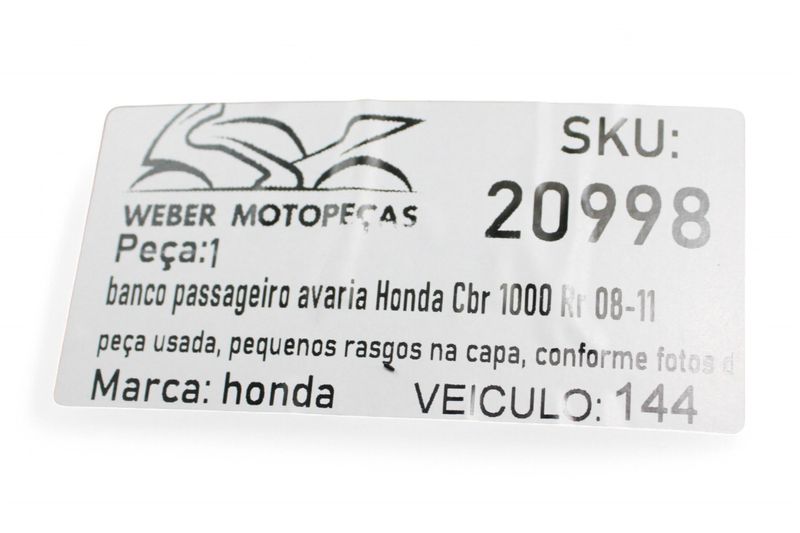 SKU:
20998
WEBER MOTOPEÇAS
Peça:1
banco passageiro avaria Honda Cbr 1000 Rr 08-11
peça usada, pequenos rasgos na capa, conforme fotos d
Marca: honda
VEICULO: 144